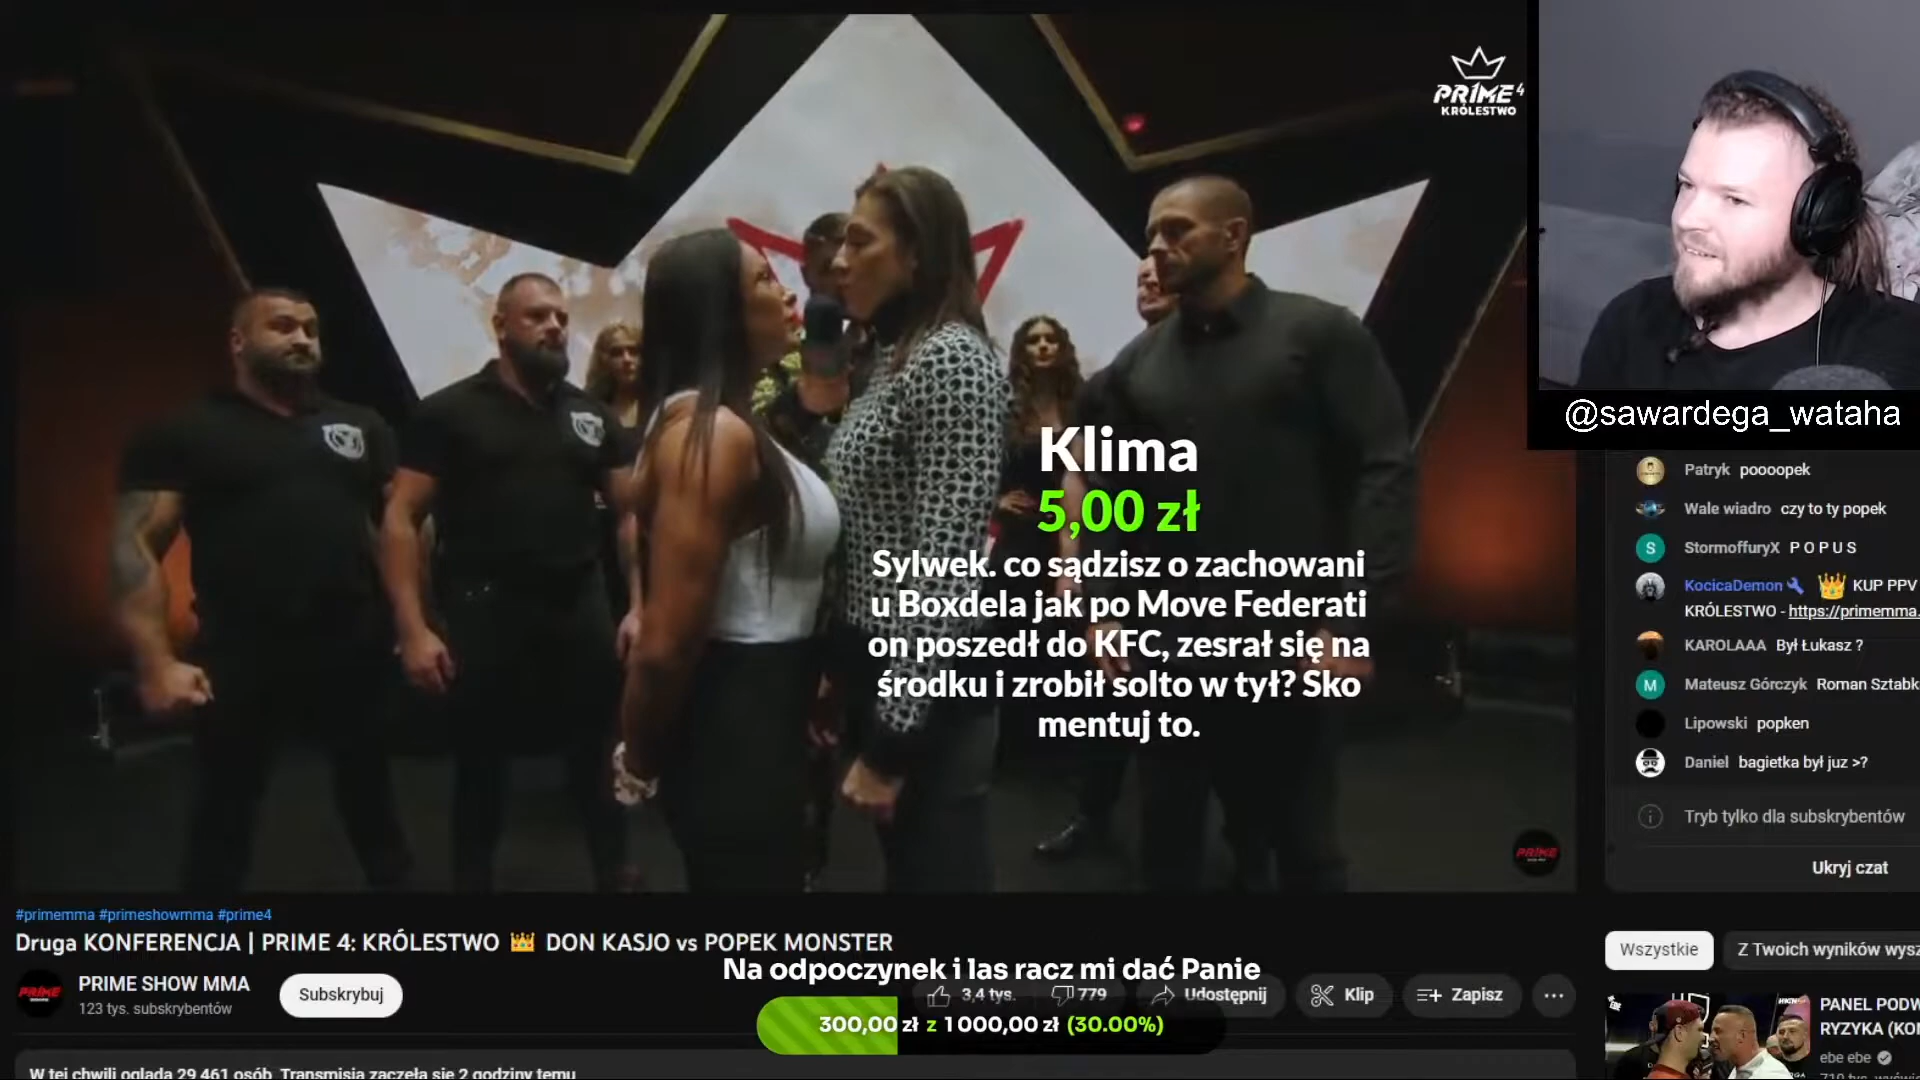 PRIME 4
KRÓLESTWO
@sawardega_wataha
Klima
5,00 zł
Sylwek. co sądzisz o zachowani
u Boxdela jak po Move Federati
on poszedł do KFC, zesrał się na
środku i zrobił solto w tył? Sko
mentuj to.
Patryk poooopek
Wale wiadro czy to ty popek
S StormoffuryX P O P U S
KocicaDemon KUP PPV
KRÓLESTWO - https://primemma.
KAROLAAA Był Łukasz ?
M Mateusz Górczyk Roman Sztabk
Lipowski popken
Daniel bagietka był juz >?
Tryb tylko dla subskrybentów
Ukryj czat
PRIME
#primemma #primeshowmma #prime4
Druga KONFERENCJA | PRIME 4: KRÓLESTWO DON KASJO vs POPEK MONSTER
PRIME
PRIME SHOW MMA
123 tys. subskrybentów
Subskrybuj
Na odpoczynek i las racz mi dać Panie
3,4 tys.
779
Udostępnij
Klip
Zapisz
300,00 zł z 1 000,00 zł (30.00%)
W tej chwili ogląda 29 461 osób Transmisja zaczęła się 2 godziny temu
Wszystkie
Z Twoich wyników wysz
PANEL PODW
RYZYKA (KON
ebe ebe